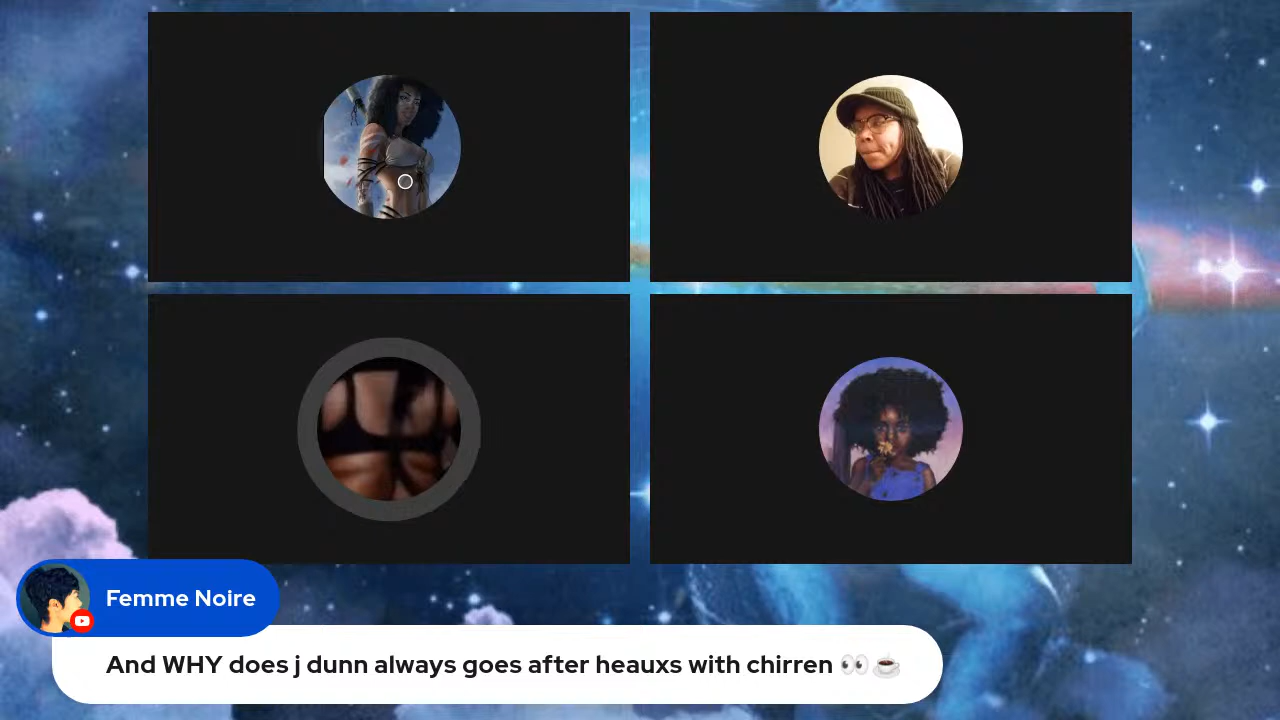 Femme Noire
And WHY does j dunn always goes after heauxs with chirren 👀☕